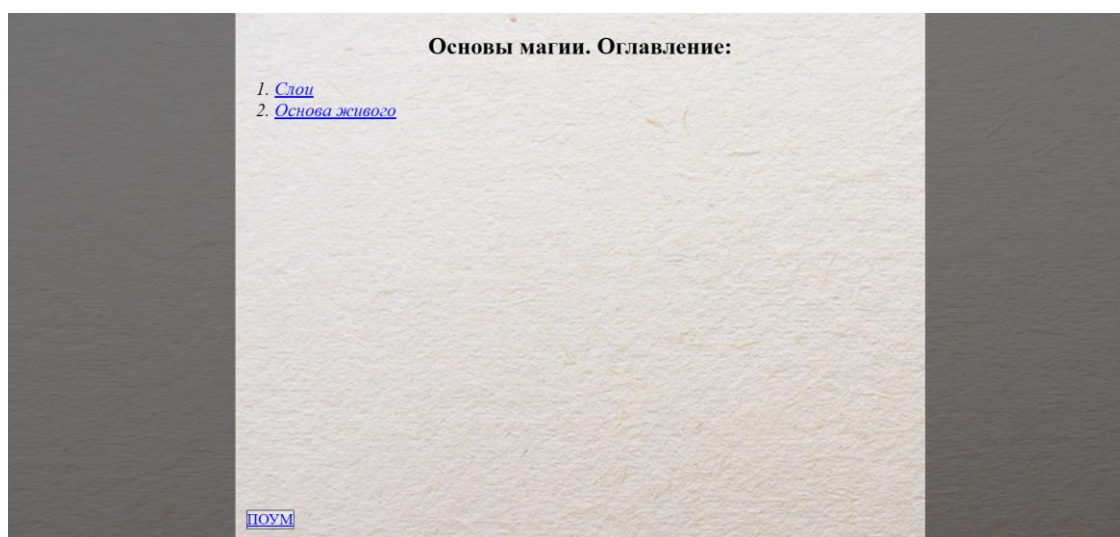 Основы магии. Оглавление:
1. Слои
2. Основа живого
ПОУМ